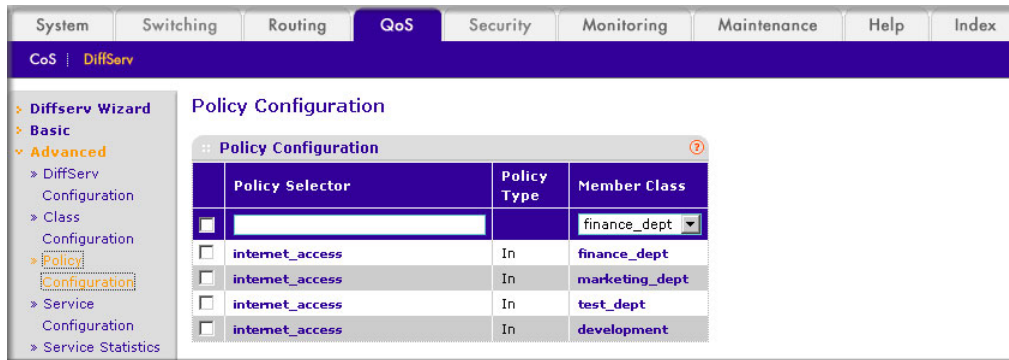 System Switching Routing QoS Security Monitoring Maintenance Help Index
CoS | DiffServ
Diffserv Wizard
Basic
Advanced
» DiffServ
Configuration
» Class
Configuration
» Policy
Configuration
» Service
Configuration
» Service Statistics
Policy Configuration
Policy Configuration ?
Policy Selector Policy Type Member Class
finance_dept
internet_access In finance_dept
internet_access In marketing_dept
internet_access In test_dept
internet_access In development